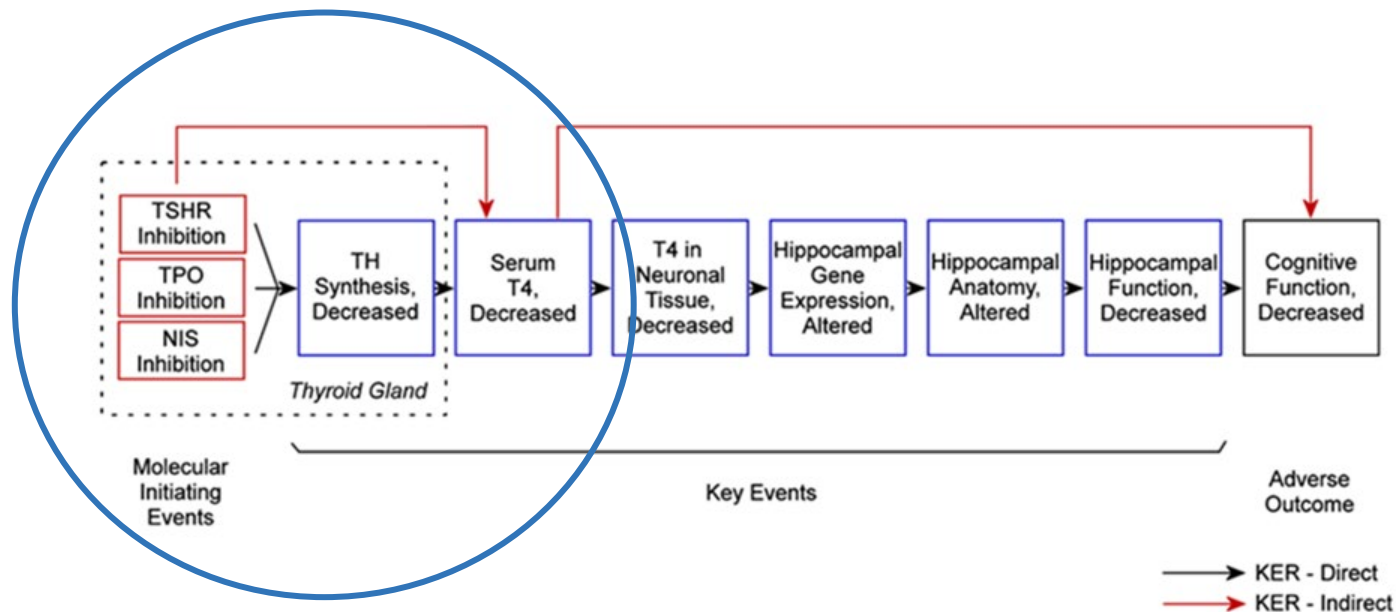 TSHR
Inhibition
TPO
Inhibition
NIS
Inhibition
TH
Synthesis,
Decreased
Thyroid Gland
Serum
T4,
Decreased
T4 in
Neuronal
Tissue,
Decreased
Hippocampal
Gene
Expression,
Altered
Hippocampal
Anatomy,
Altered
Hippocampal
Function,
Decreased
Cognitive
Function,
Decreased
Molecular
Initiating
Events
Key Events
Adverse
Outcome
KER - Direct
KER - Indirect